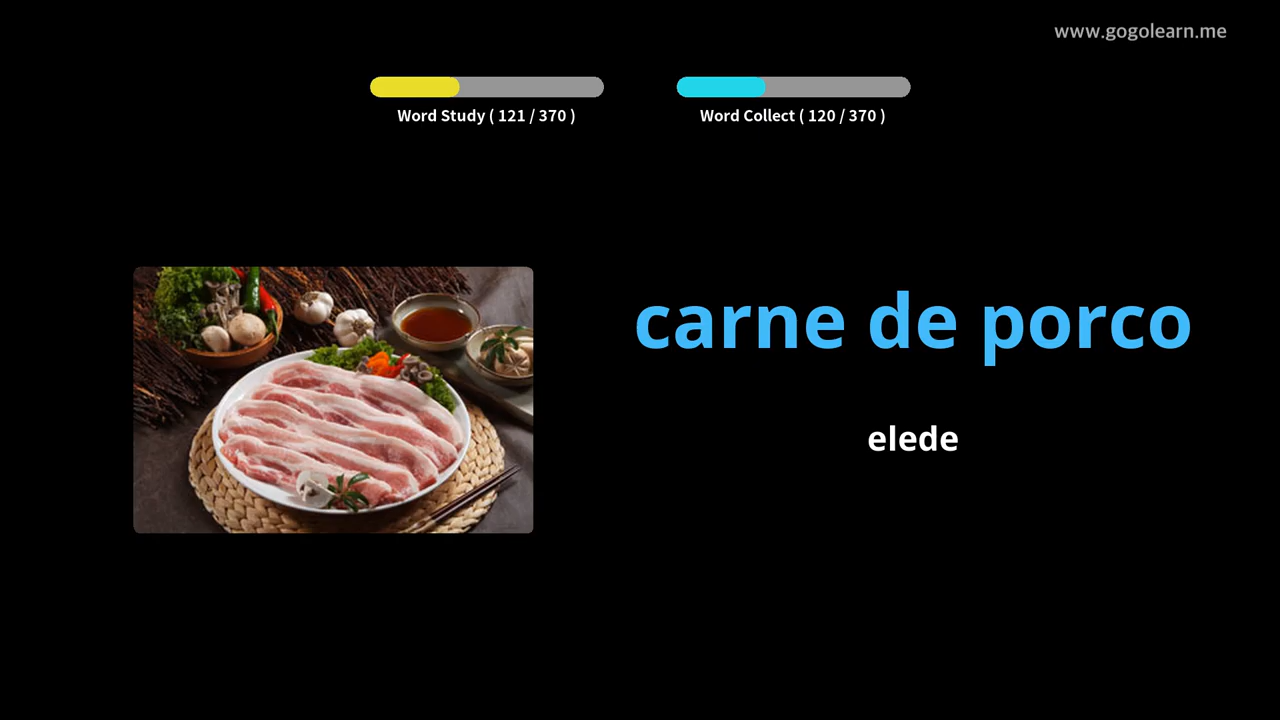 www.gogolearn.me
Word Study ( 121 / 370 )
Word Collect ( 120 / 370 )
carne de porco
elede